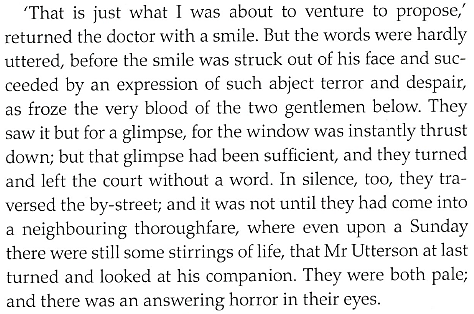 ‘That is just what I was about to venture to propose,’
returned the doctor with a smile. But the words were hardly
uttered, before the smile was struck out of his face and suc-
ceeded by an expression of such abject terror and despair,
as froze the very blood of the two gentlemen below. They
saw it but for a glimpse, for the window was instantly thrust
down; but that glimpse had been sufficient, and they turned
and left the court without a word. In silence, too, they tra-
versed the by-street; and it was not until they had come into
a neighbouring thoroughfare, where even upon a Sunday
there were still some stirrings of life, that Mr Utterson at last
turned and looked at his companion. They were both pale;
and there was an answering horror in their eyes.